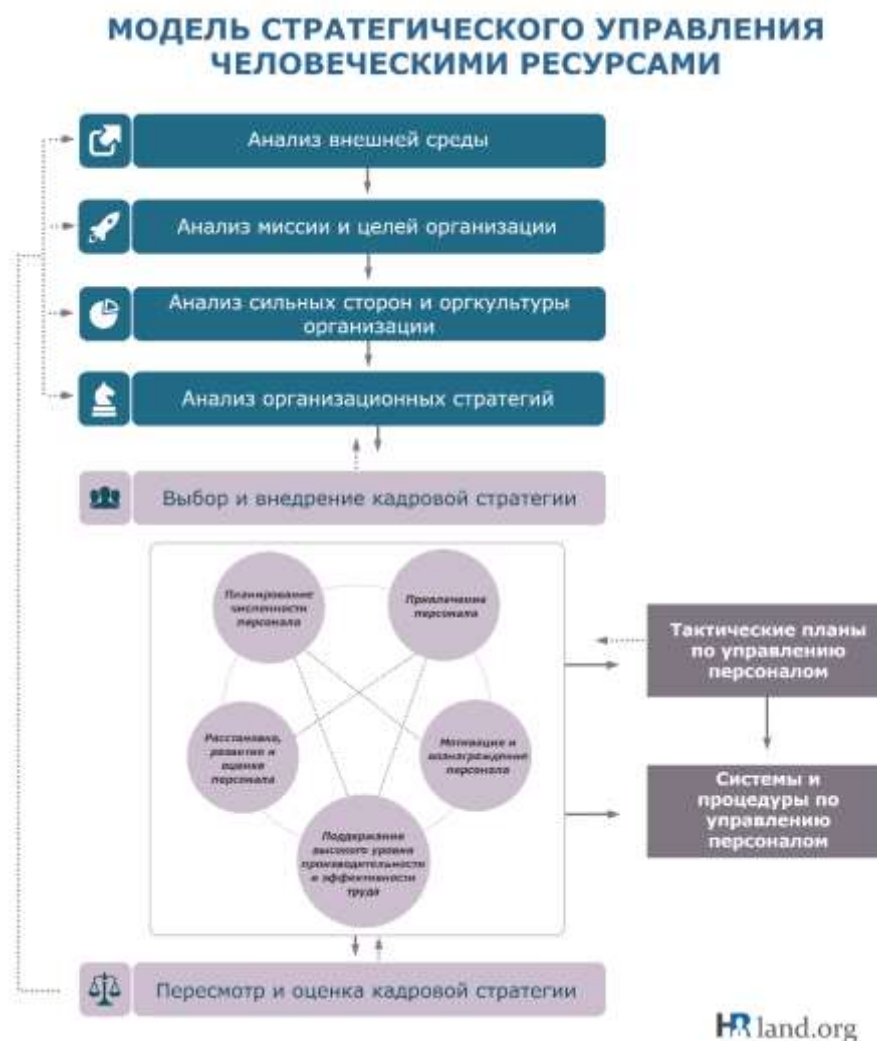 МОДЕЛЬ СТРАТЕГИЧЕСКОГО УПРАВЛЕНИЯ
ЧЕЛОВЕЧЕСКИМИ РЕСУРСАМИ
Анализ внешней среды
Анализ миссии и целей организации
Анализ сильных сторон и оргкультуры
организации
Анализ организационных стратегий
Выбор и внедрение кадровой стратегии
Планирование
численности
персонала
Привлечение
персонала
Тактические планы
по управлению
персоналом
Расстановка,
развитие и
оценка
персонала
Мотивация и
вознаграждение
персонала
Системы и
процедуры по
управлению
персоналом
Поддержание
высокого уровня
производительности
и эффективности
труда
Пересмотр и оценка кадровой стратегии
HR land.org